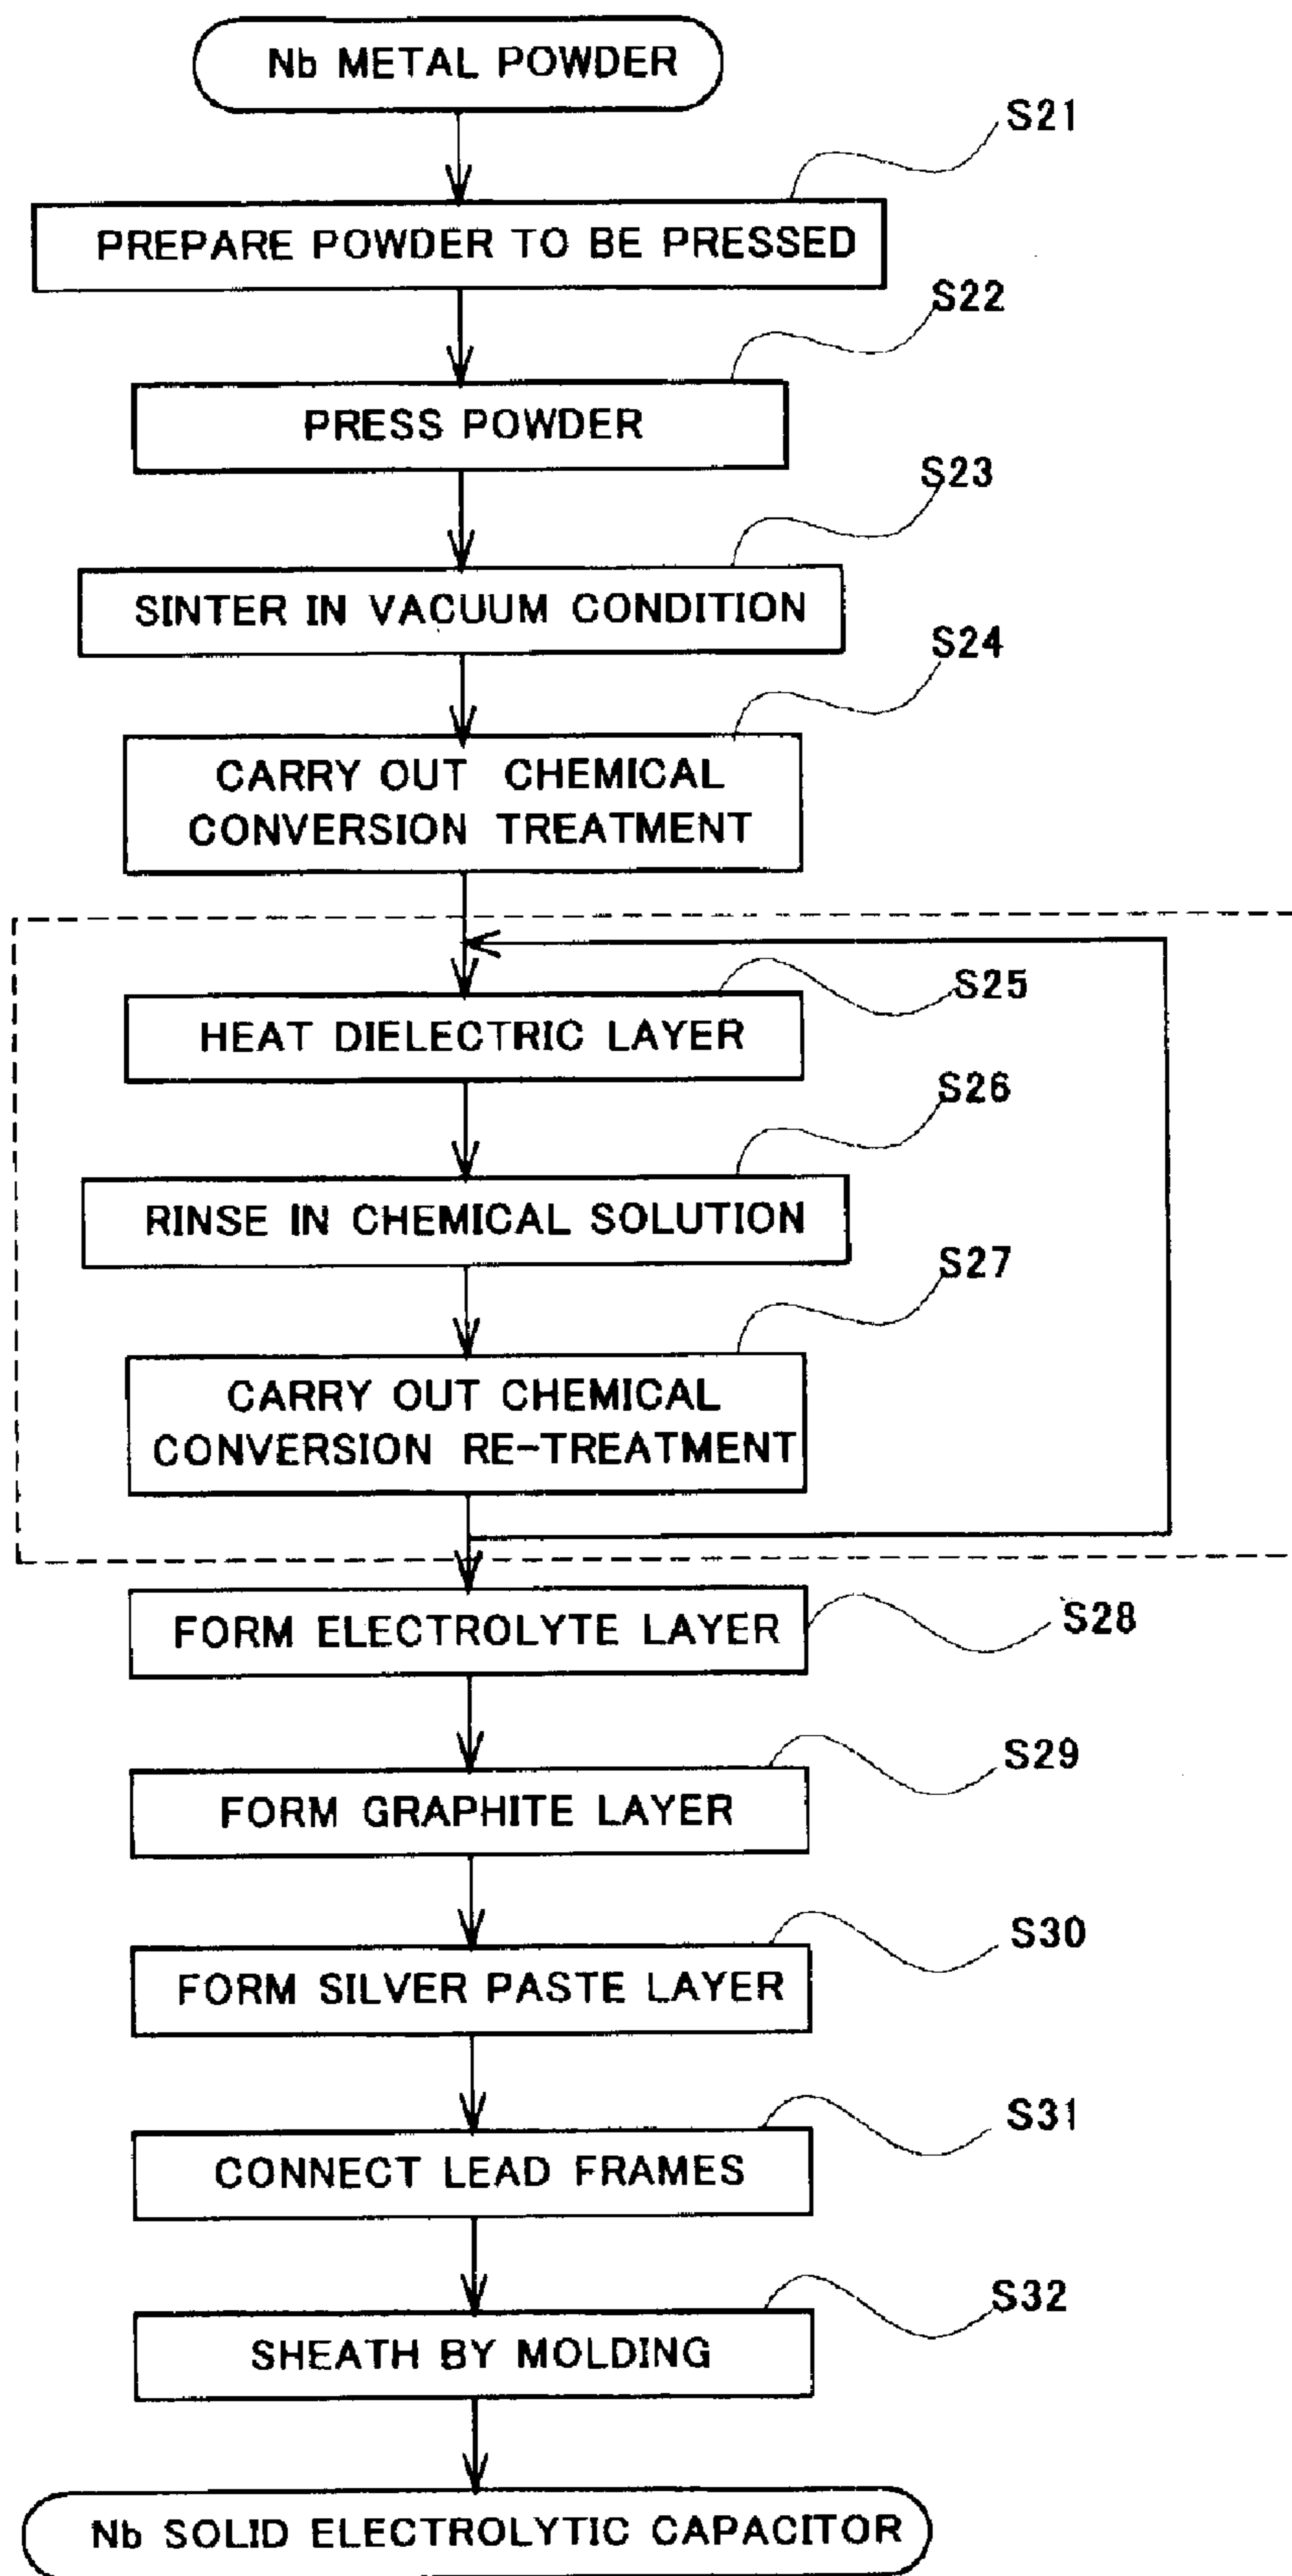 Nb METAL POWDER
S21
PREPARE POWDER TO BE PRESSED
S22
PRESS POWDER
S23
SINTER IN VACUUM CONDITION
S24
CARRY OUT CHEMICAL
CONVERSION TREATMENT
S25
HEAT DIELECTRIC LAYER
S26
RINSE IN CHEMICAL SOLUTION
S27
CARRY OUT CHEMICAL
CONVERSION RE-TREATMENT
S28
FORM ELECTROLYTE LAYER
S29
FORM GRAPHITE LAYER
S30
FORM SILVER PASTE LAYER
S31
CONNECT LEAD FRAMES
S32
SHEATH BY MOLDING
Nb SOLID ELECTROLYTIC CAPACITOR